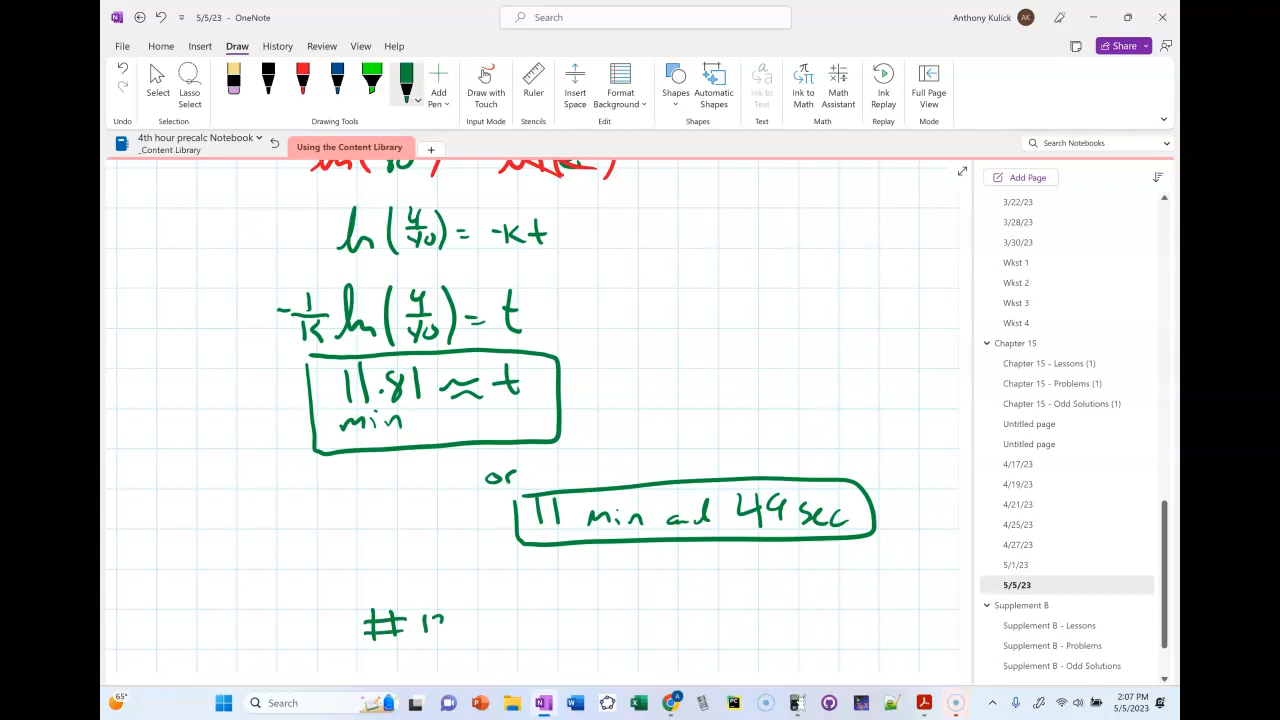 5/5/23 - OneNote
Search
Anthony Kulick AK
File Home Insert Draw History Review View Help
Share
Undo
Select
Lasso Select
Selection
Drawing Tools
Add Pen
Draw with Touch
Input Mode
Ruler
Stencils
Insert Space
Format Background
Edit
Shapes
Automatic Shapes
Shapes
Ink to Text
Text
Ink to Math
Math Assistant
Math
Ink Replay
Replay
Full Page View
Mode
4th hour precalc Notebook
_Content Library
Using the Content Library
Search Notebooks
ln(y/y0) = -kt
-1/k ln(y/y0) = t
11.81 ≈ t
min
or
11 min and 49 sec
#
Add Page
3/22/23
3/28/23
3/30/23
Wkst 1
Wkst 2
Wkst 3
Wkst 4
Chapter 15
Chapter 15 - Lessons (1)
Chapter 15 - Problems (1)
Chapter 15 - Odd Solutions (1)
Untitled page
Untitled page
4/17/23
4/19/23
4/21/23
4/25/23
4/27/23
5/1/23
5/5/23
Supplement B
Supplement B - Lessons
Supplement B - Problems
Supplement B - Odd Solutions
65°
Search
2:07 PM
5/5/2023